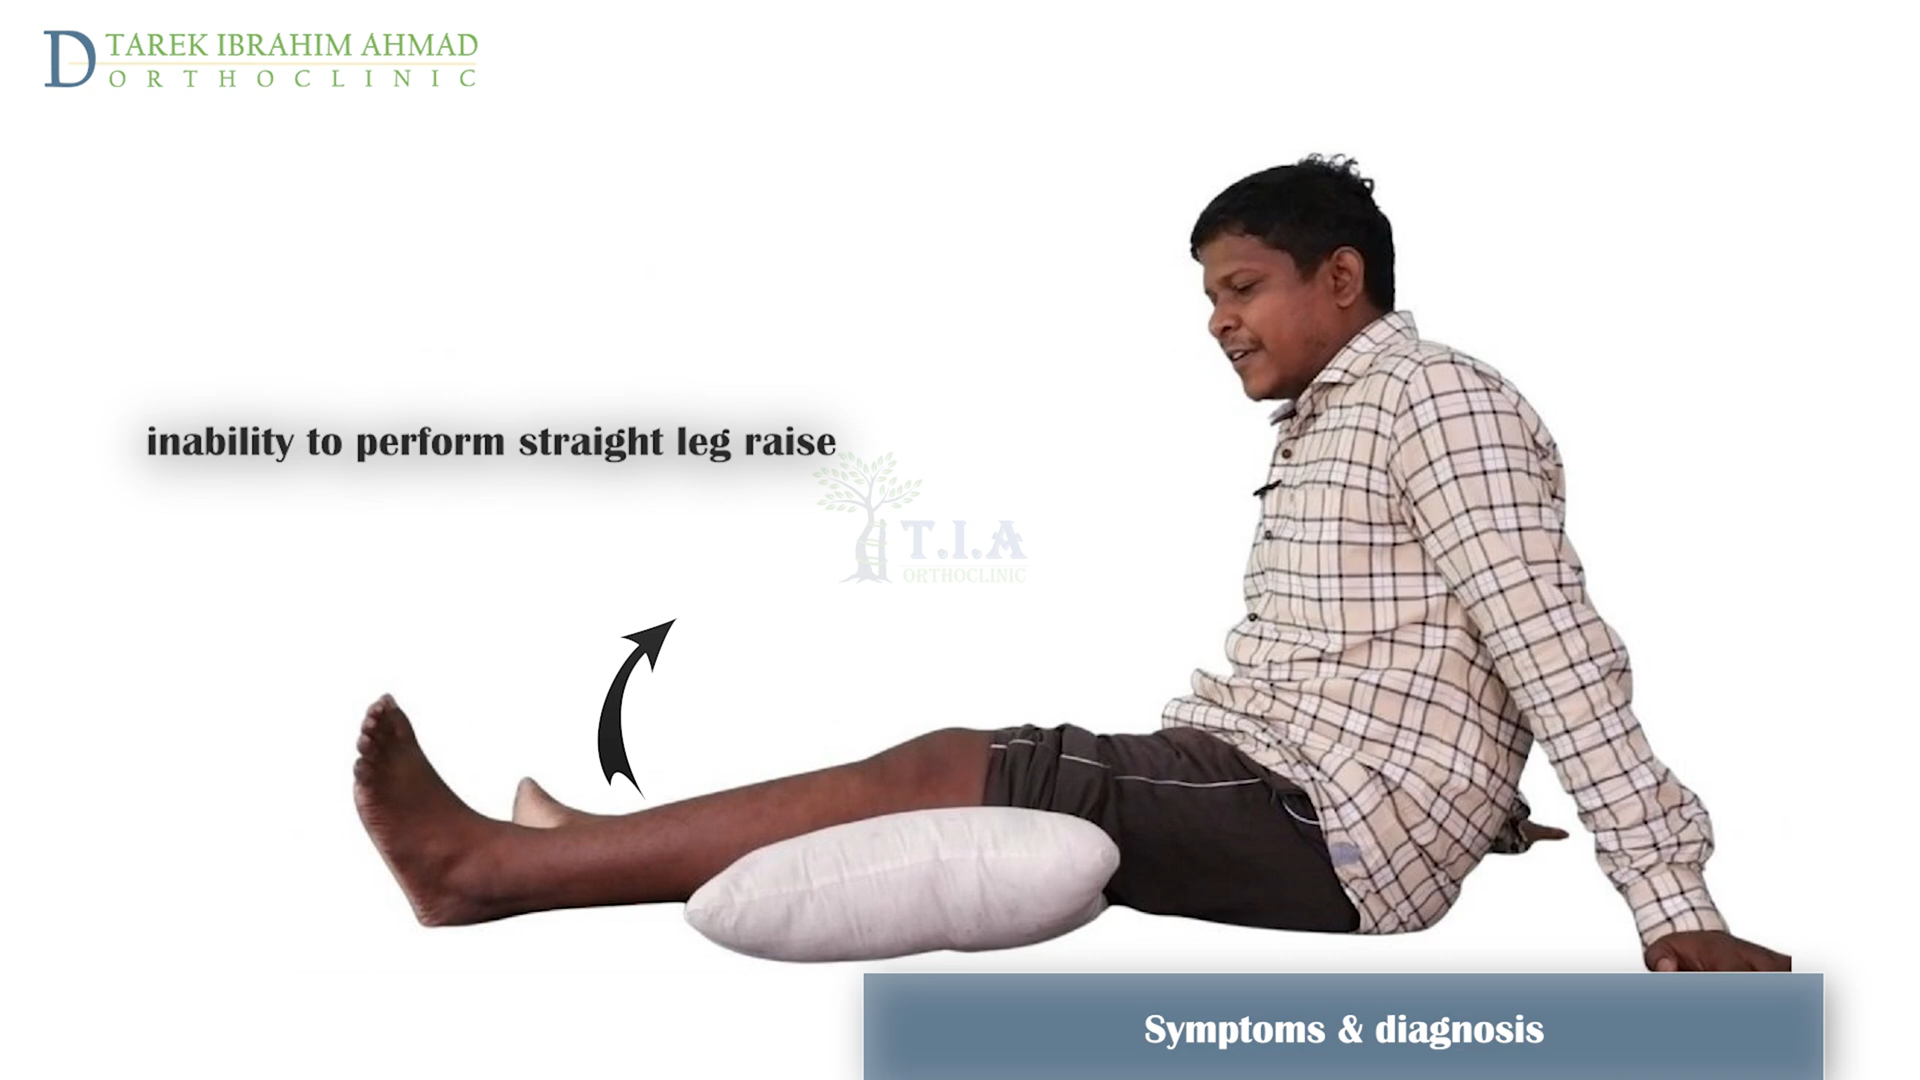 D TAREK IBRAHIM AHMAD
ORTHOCLINIC
inability to perform straight leg raise
T.I.A
ORTHOCLINIC
Symptoms & diagnosis